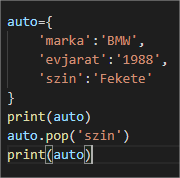 auto={
    'marka':'BMW',
    'evjarat':'1988',
    'szin':'Fekete'
}
print(auto)
auto.pop('szin')
print(auto)